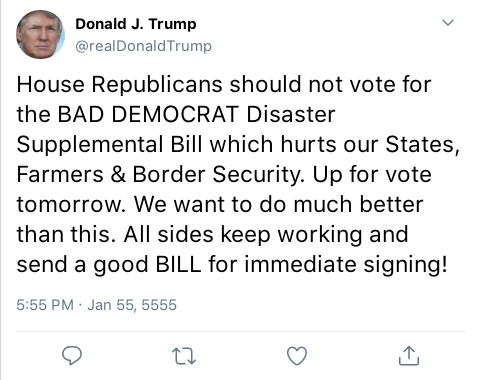 Donald J. Trump
@realDonaldTrump
House Republicans should not vote for
the BAD DEMOCRAT Disaster
Supplemental Bill which hurts our States,
Farmers & Border Security. Up for vote
tomorrow. We want to do much better
than this. All sides keep working and
send a good BILL for immediate signing!
5:55 PM · Jan 55, 5555